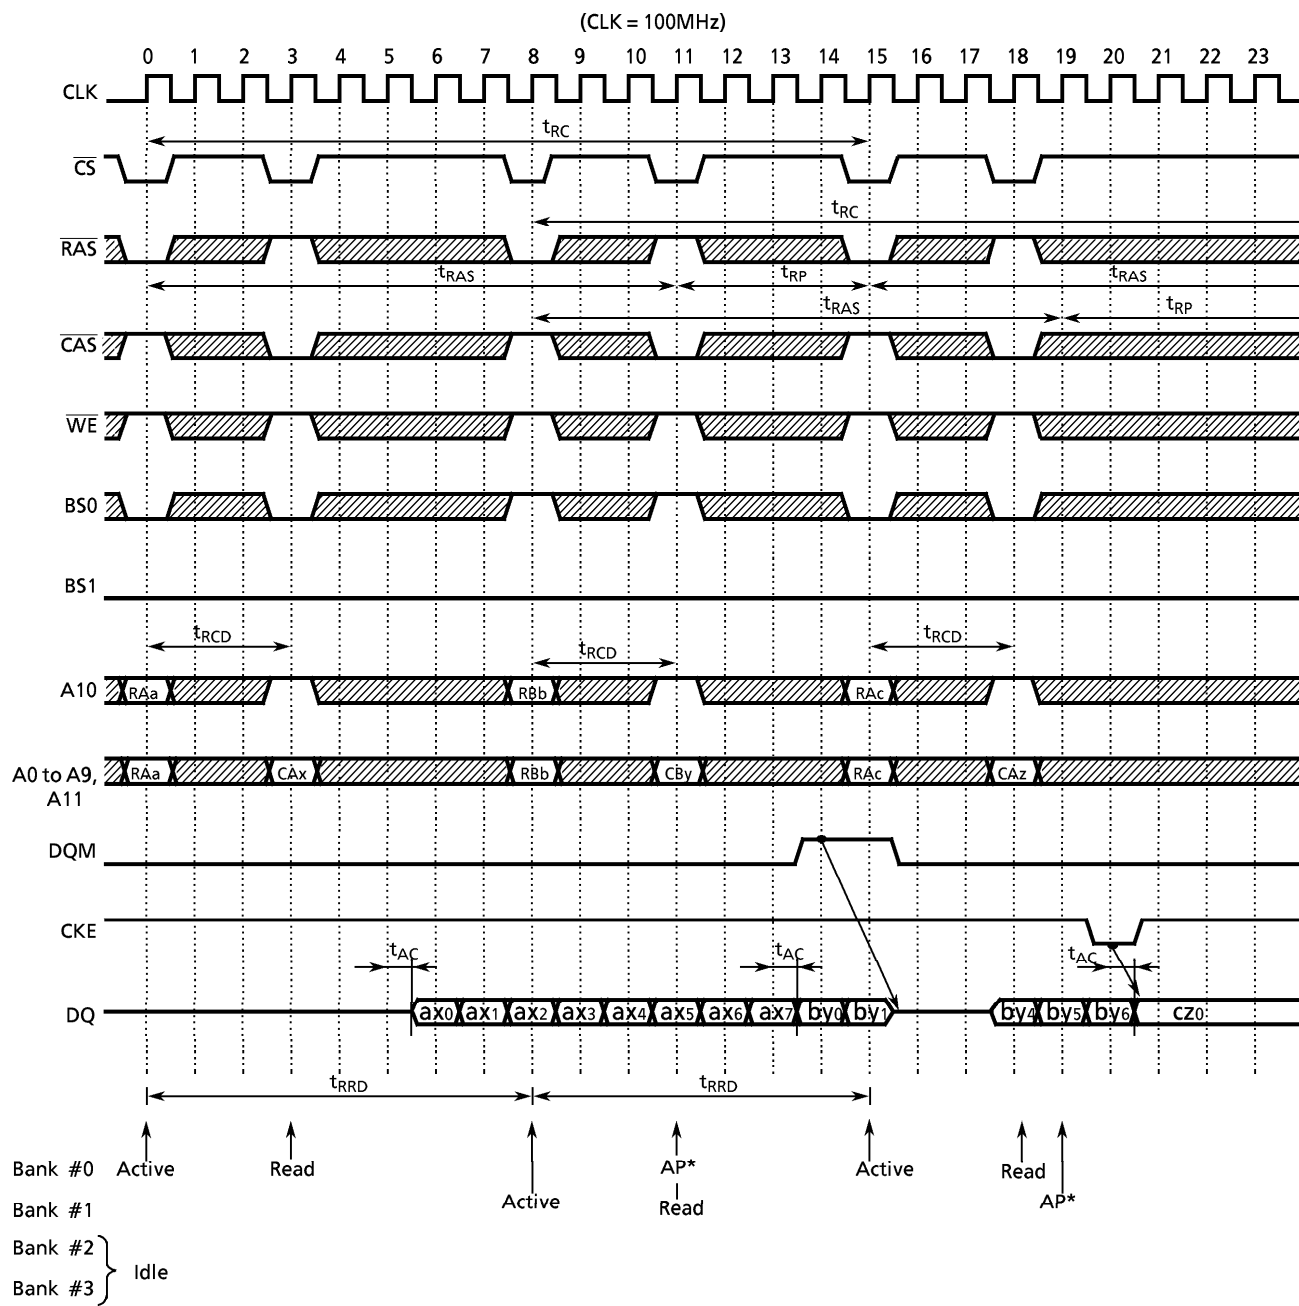 (CLK = 100MHz)
0 1 2 3 4 5 6 7 8 9 10 11 12 13 14 15 16 17 18 19 20 21 22 23
CLK
tRC
CS
tRC
RAS
tRAS tRP tRAS
tRAS tRP
CAS
WE
BS0
BS1
tRCD tRCD tRCD
A10 RAa RBb RAc
A0 to A9, RAa CAx RBb CBy RAc CAz
A11
DQM
CKE
tAC tAC tAC
DQ ax0 ax1 ax2 ax3 ax4 ax5 ax6 ax7 by0 by1 by4 by5 by6 cz0
tRRD tRRD
Bank #0 Active Read AP* Active Read
Active AP*
Bank #1 Read
Bank #2
Idle
Bank #3